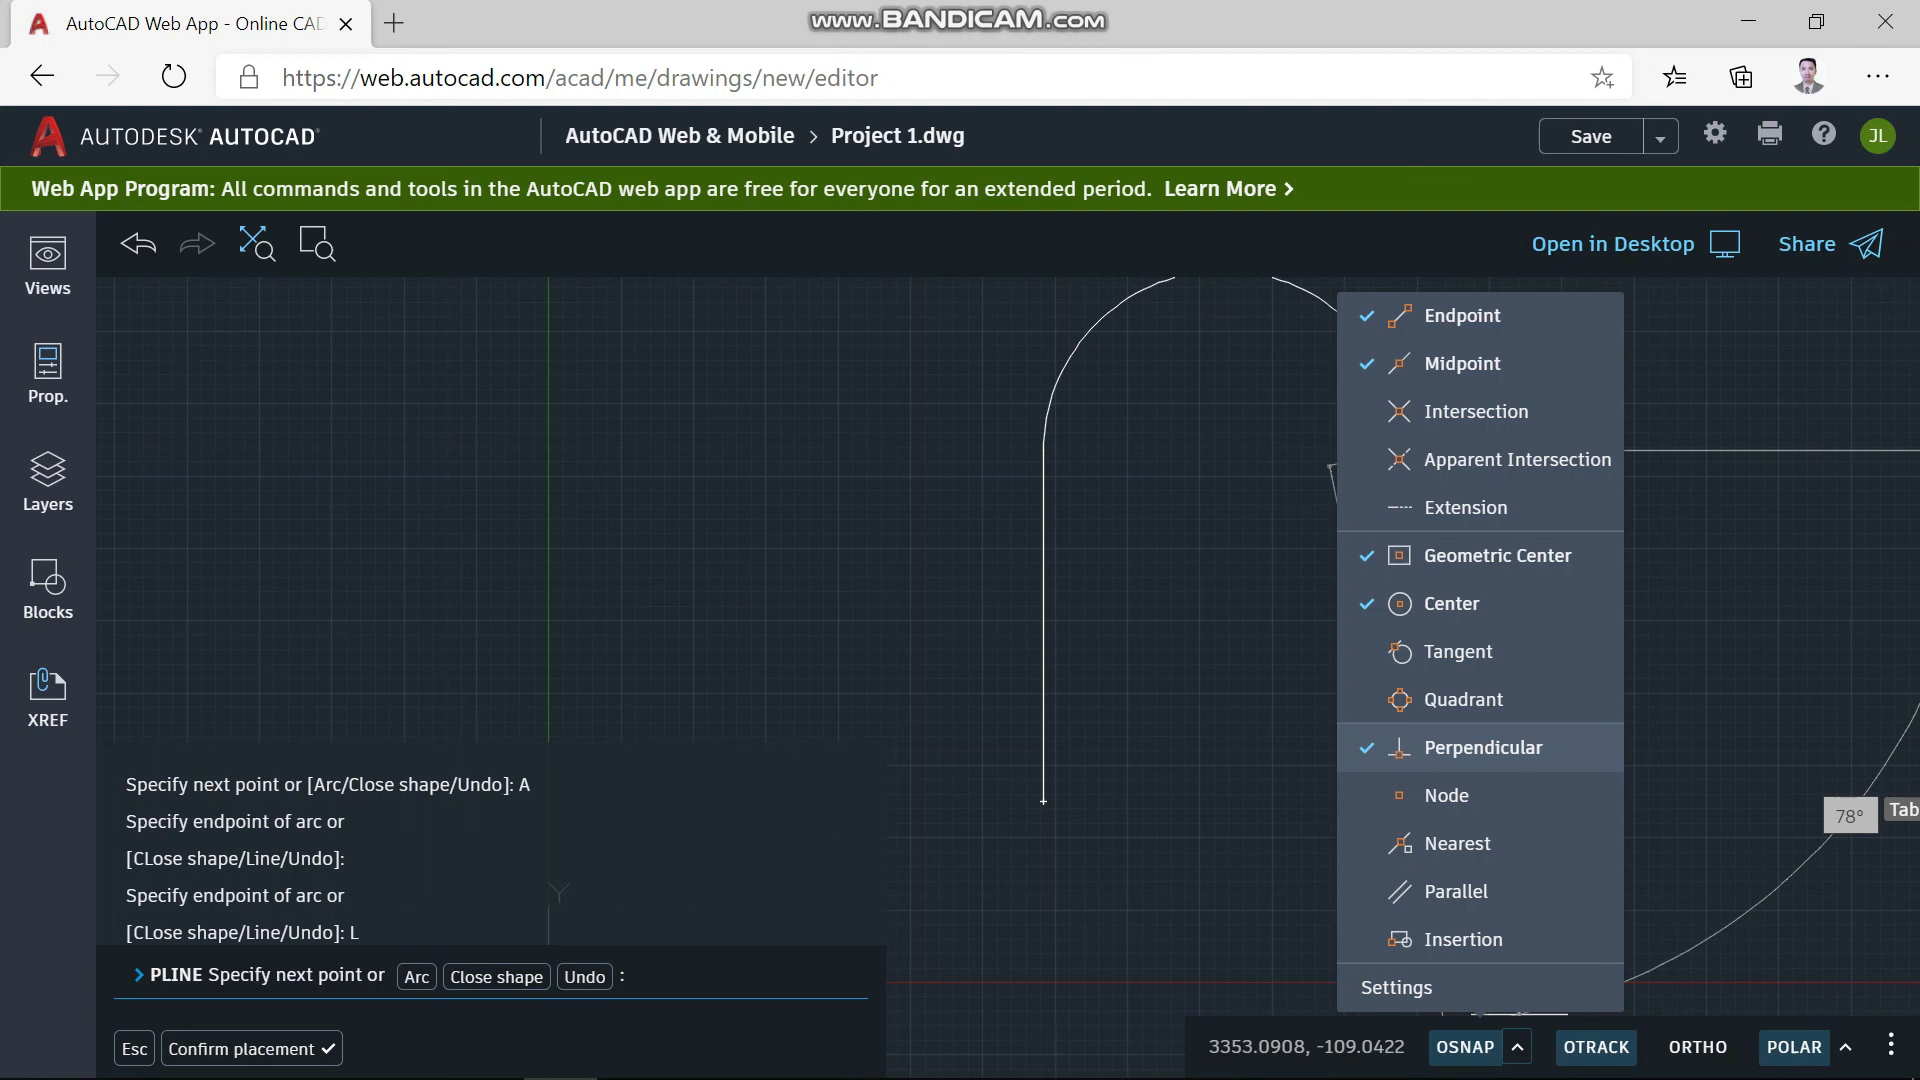 AutoCAD Web App - Online CAD
www.BANDICAM.com
https://web.autocad.com/acad/me/drawings/new/editor
AUTODESK® AUTOCAD®
AutoCAD Web & Mobile > Project 1.dwg
Save
JL
Web App Program: All commands and tools in the AutoCAD web app are free for everyone for an extended period. Learn More >
Views
Open in Desktop
Share
Prop.
Layers
Blocks
XREF
Endpoint
Midpoint
Intersection
Apparent Intersection
Extension
Geometric Center
Center
Tangent
Quadrant
Perpendicular
Node
Nearest
Parallel
Insertion
Settings
78°
Tab
Y
Specify next point or [Arc/Close shape/Undo]: A
Specify endpoint of arc or
[CLose shape/Line/Undo]:
Specify endpoint of arc or
[CLose shape/Line/Undo]: L
> PLINE Specify next point or Arc Close shape Undo :
Esc
Confirm placement
3353.0908, -109.0422
OSNAP
OTRACK
ORTHO
POLAR